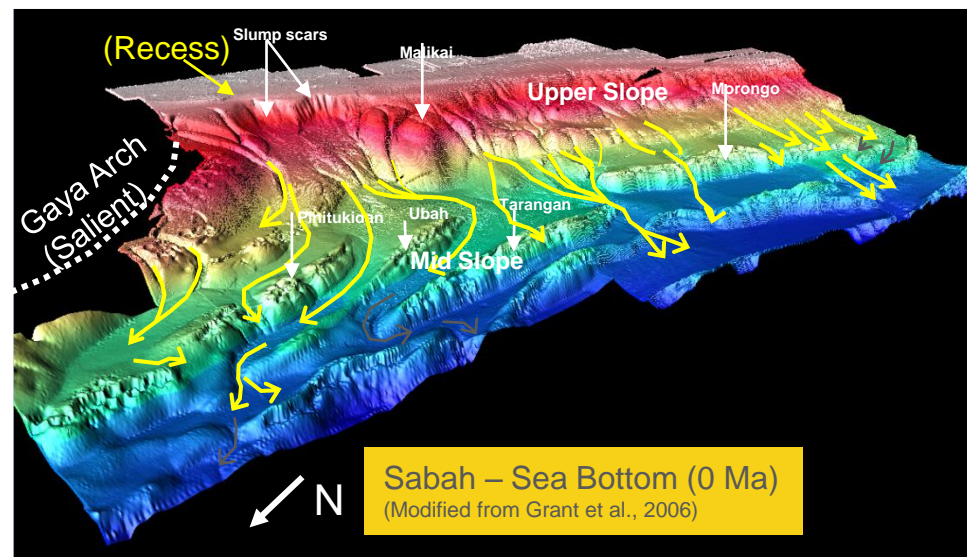 (Recess)
Slump scars
Malikai
Upper Slope
Morongo
Gaya Arch
(Salient)
Pinitukidan
Ubah
Tarangan
Mid Slope
N
Sabah – Sea Bottom (0 Ma)
(Modified from Grant et al., 2006)